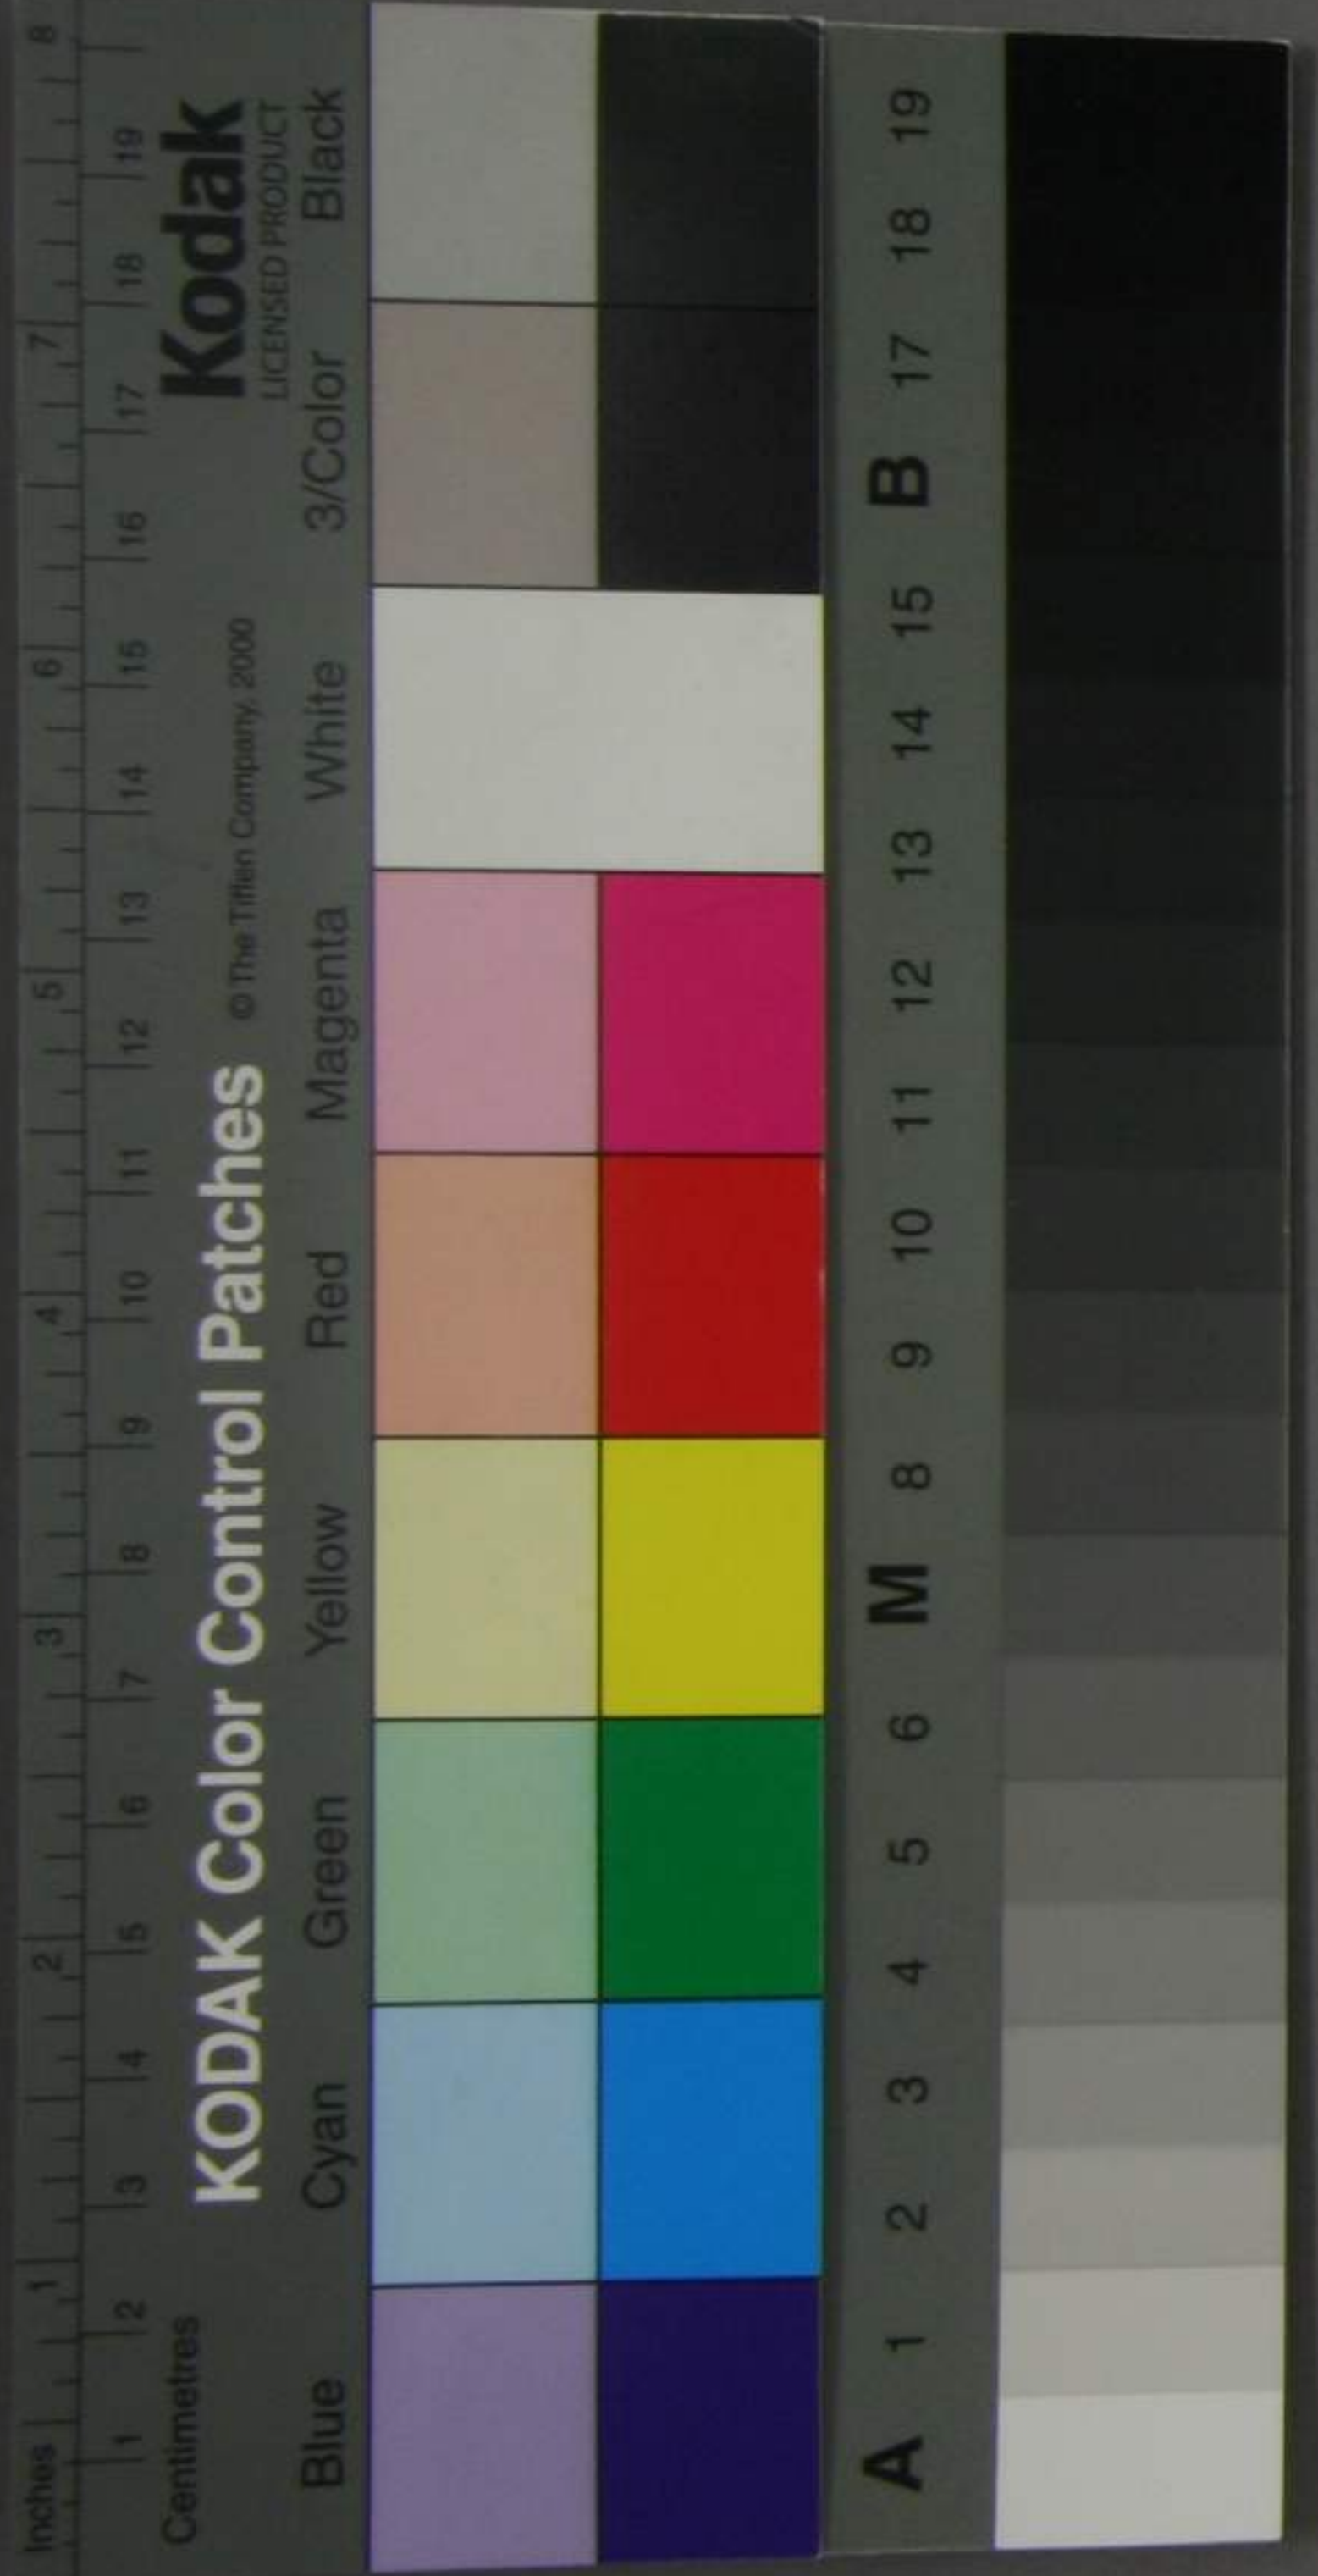 Inches 1 2 3 4 5 6 7 8
Centimetres 1 2 3 4 5 6 7 8 9 10 11 12 13 14 15 16 17 18 19
KODAK Color Control Patches © The Tiffen Company, 2000 Kodak
LICENSED PRODUCT
Blue Cyan Green Yellow Red Magenta White 3/Color Black
A 1 2 3 4 5 6 M 8 9 10 11 12 13 14 15 B 17 18 19